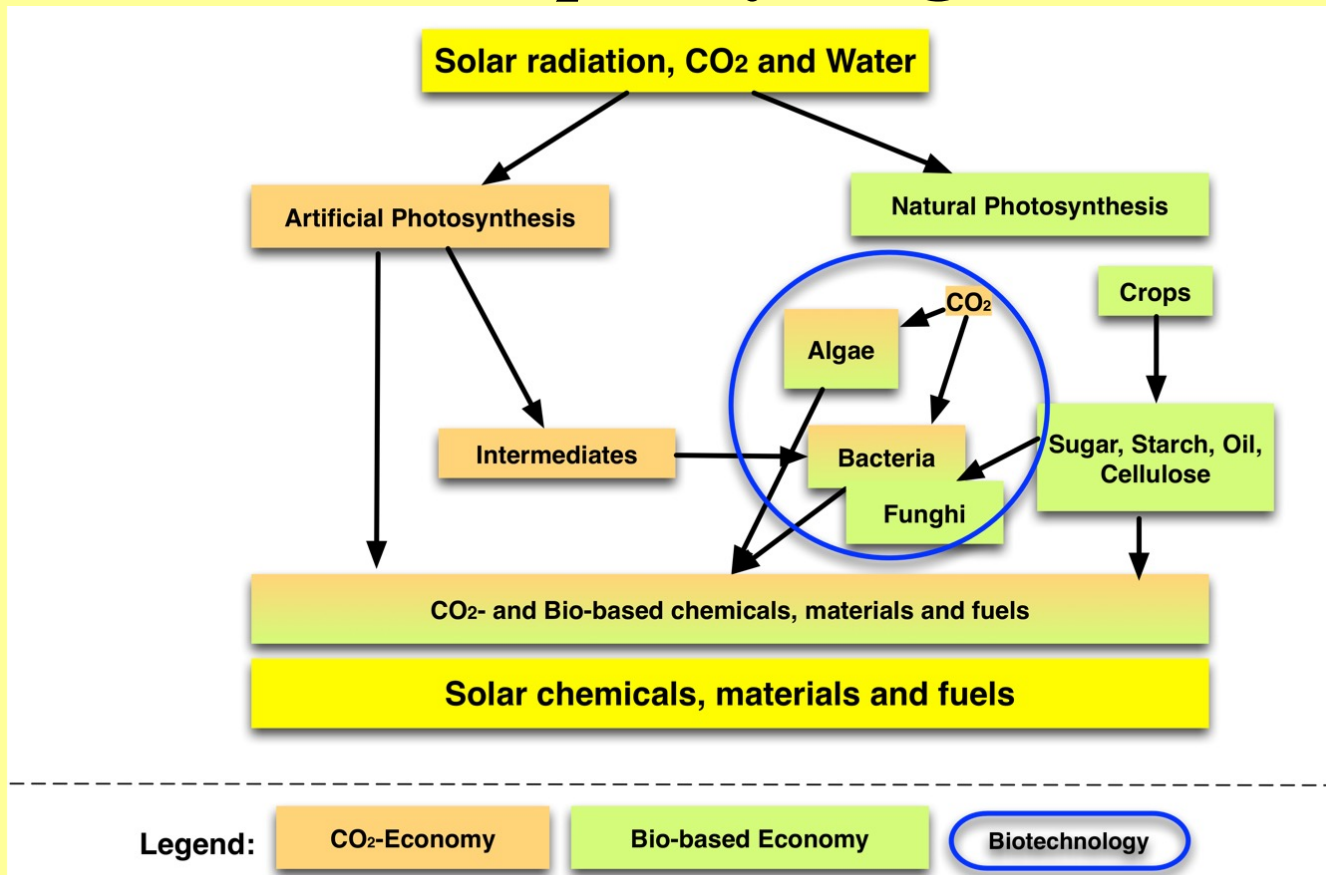 Solar radiation, CO₂ and Water
Artificial Photosynthesis
Natural Photosynthesis
CO₂
Crops
Algae
Intermediates
Bacteria
Sugar, Starch, Oil,
Cellulose
Funghi
CO₂- and Bio-based chemicals, materials and fuels
Solar chemicals, materials and fuels
Legend:
CO₂-Economy
Bio-based Economy
Biotechnology